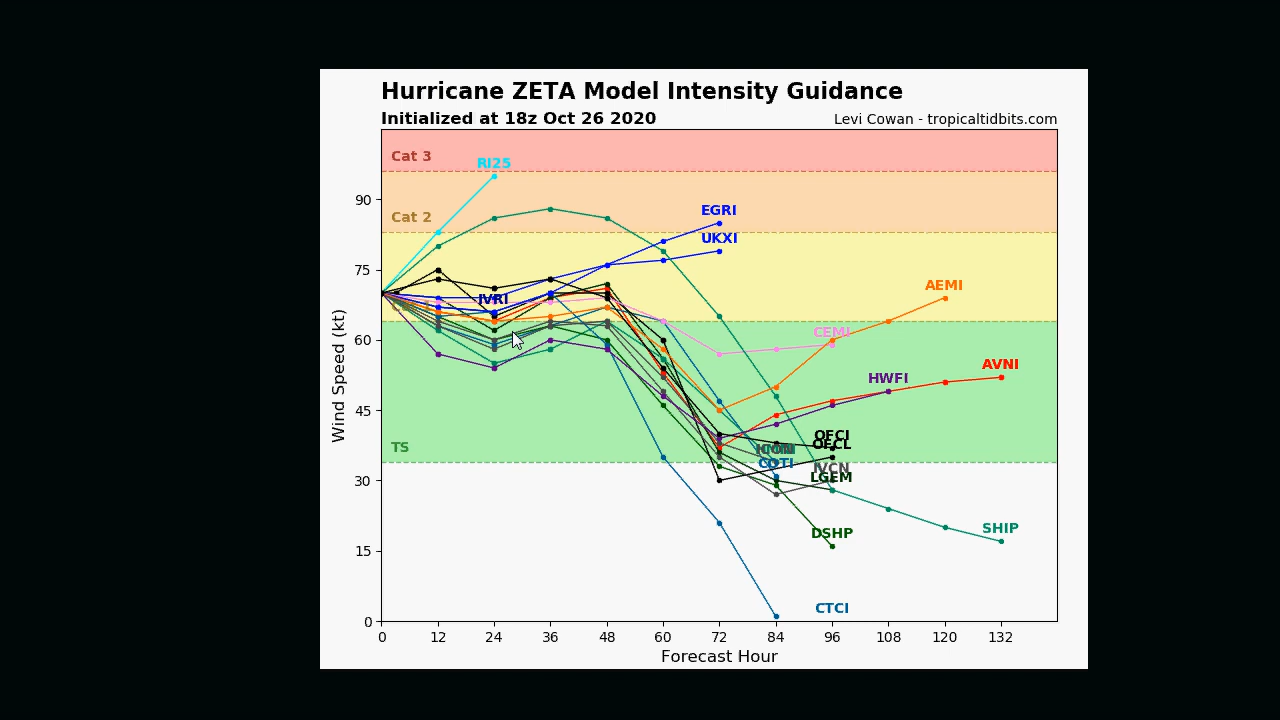 Hurricane ZETA Model Intensity Guidance
Initialized at 18z Oct 26 2020
Levi Cowan - tropicaltidbits.com
Cat 3
RI25
90
EGRI
Cat 2
UKXI
75
AEMI
IVRI
CEMI
60
AVNI
HWFI
45
OFCI
OFCL
TS
COTI
IVCN
LGEM
30
DSHP
SHIP
15
CTCI
0
0 12 24 36 48 60 72 84 96 108 120 132
Wind Speed (kt)
Forecast Hour